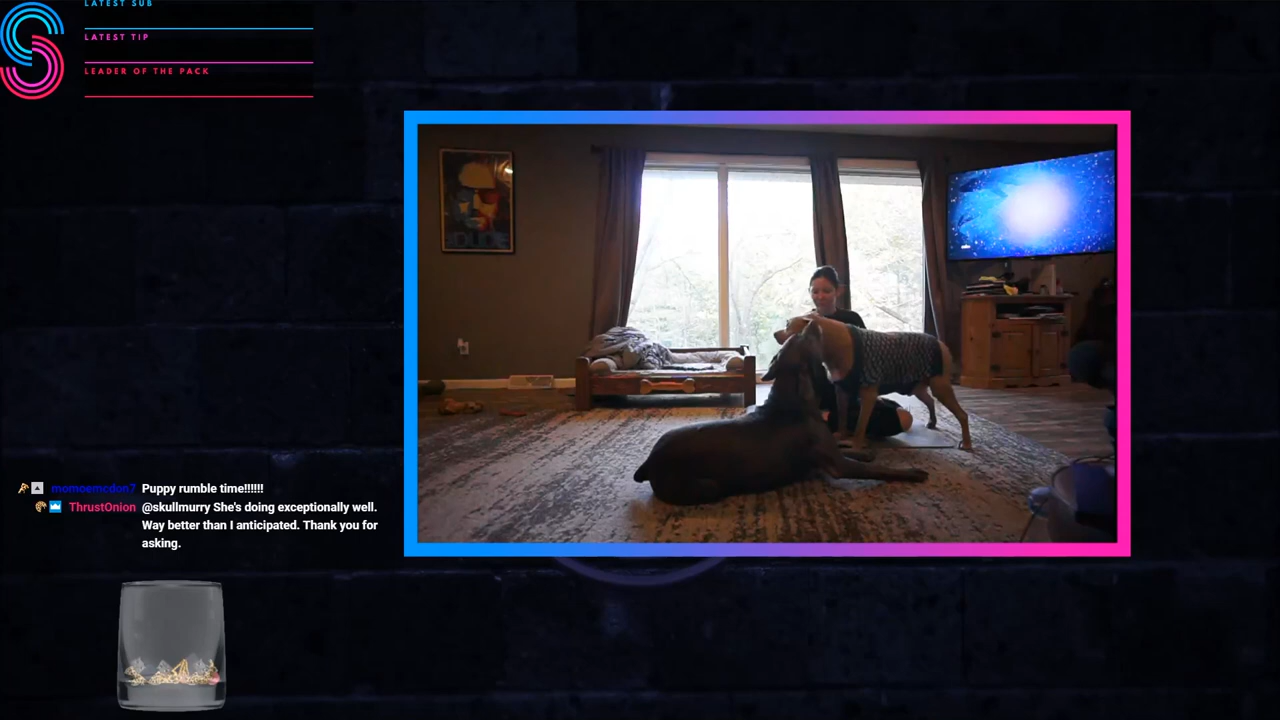 LATEST SUB
LATEST TIP
LEADER OF THE PACK
DUDE
momoemcdon7 Puppy rumble time!!!!!!
ThrustOnion @skullmurry She's doing exceptionally well.
Way better than I anticipated. Thank you for
asking.